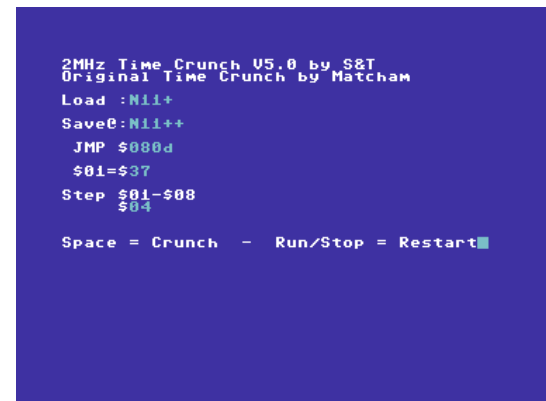 2MHz Time Crunch V5.0 by S&T
Original Time Crunch by Matcham
Load :Nii+
Save@:Nii++
JMP $080d
$01=$37
Step $01-$08
$04
Space = Crunch - Run/Stop = Restart